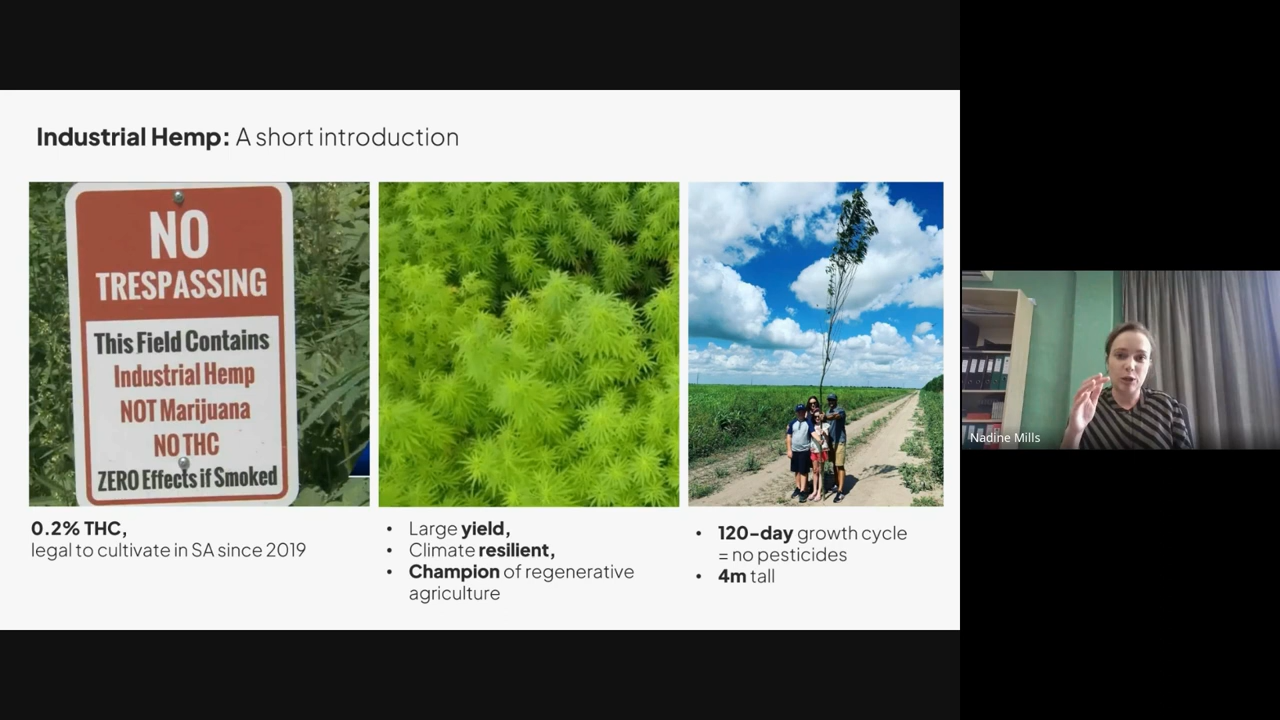 Industrial Hemp: A short introduction
NO
TRESPASSING
This Field Contains
Industrial Hemp
NOT Marijuana
NO THC
ZERO Effects if Smoked
0.2% THC,
legal to cultivate in SA since 2019
• Large yield,
• Climate resilient,
• Champion of regenerative
agriculture
• 120-day growth cycle
= no pesticides
• 4m tall
Nadine Mills